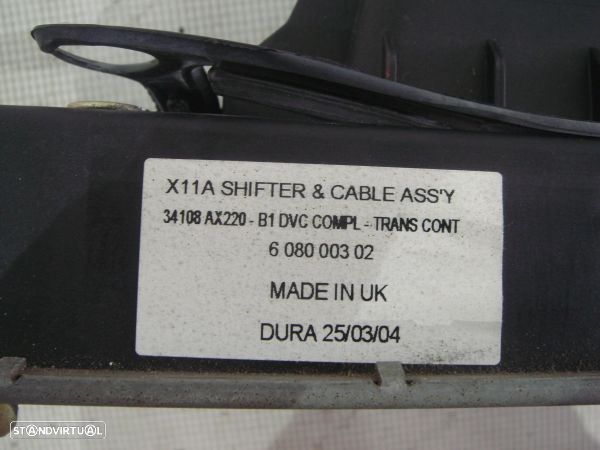 X11A SHIFTER & CABLE ASS'Y
34108 AX220 - B1 DVC COMPL - TRANS CONT
6 080 003 02
MADE IN UK
DURA 25/03/04
STANDVIRTUAL